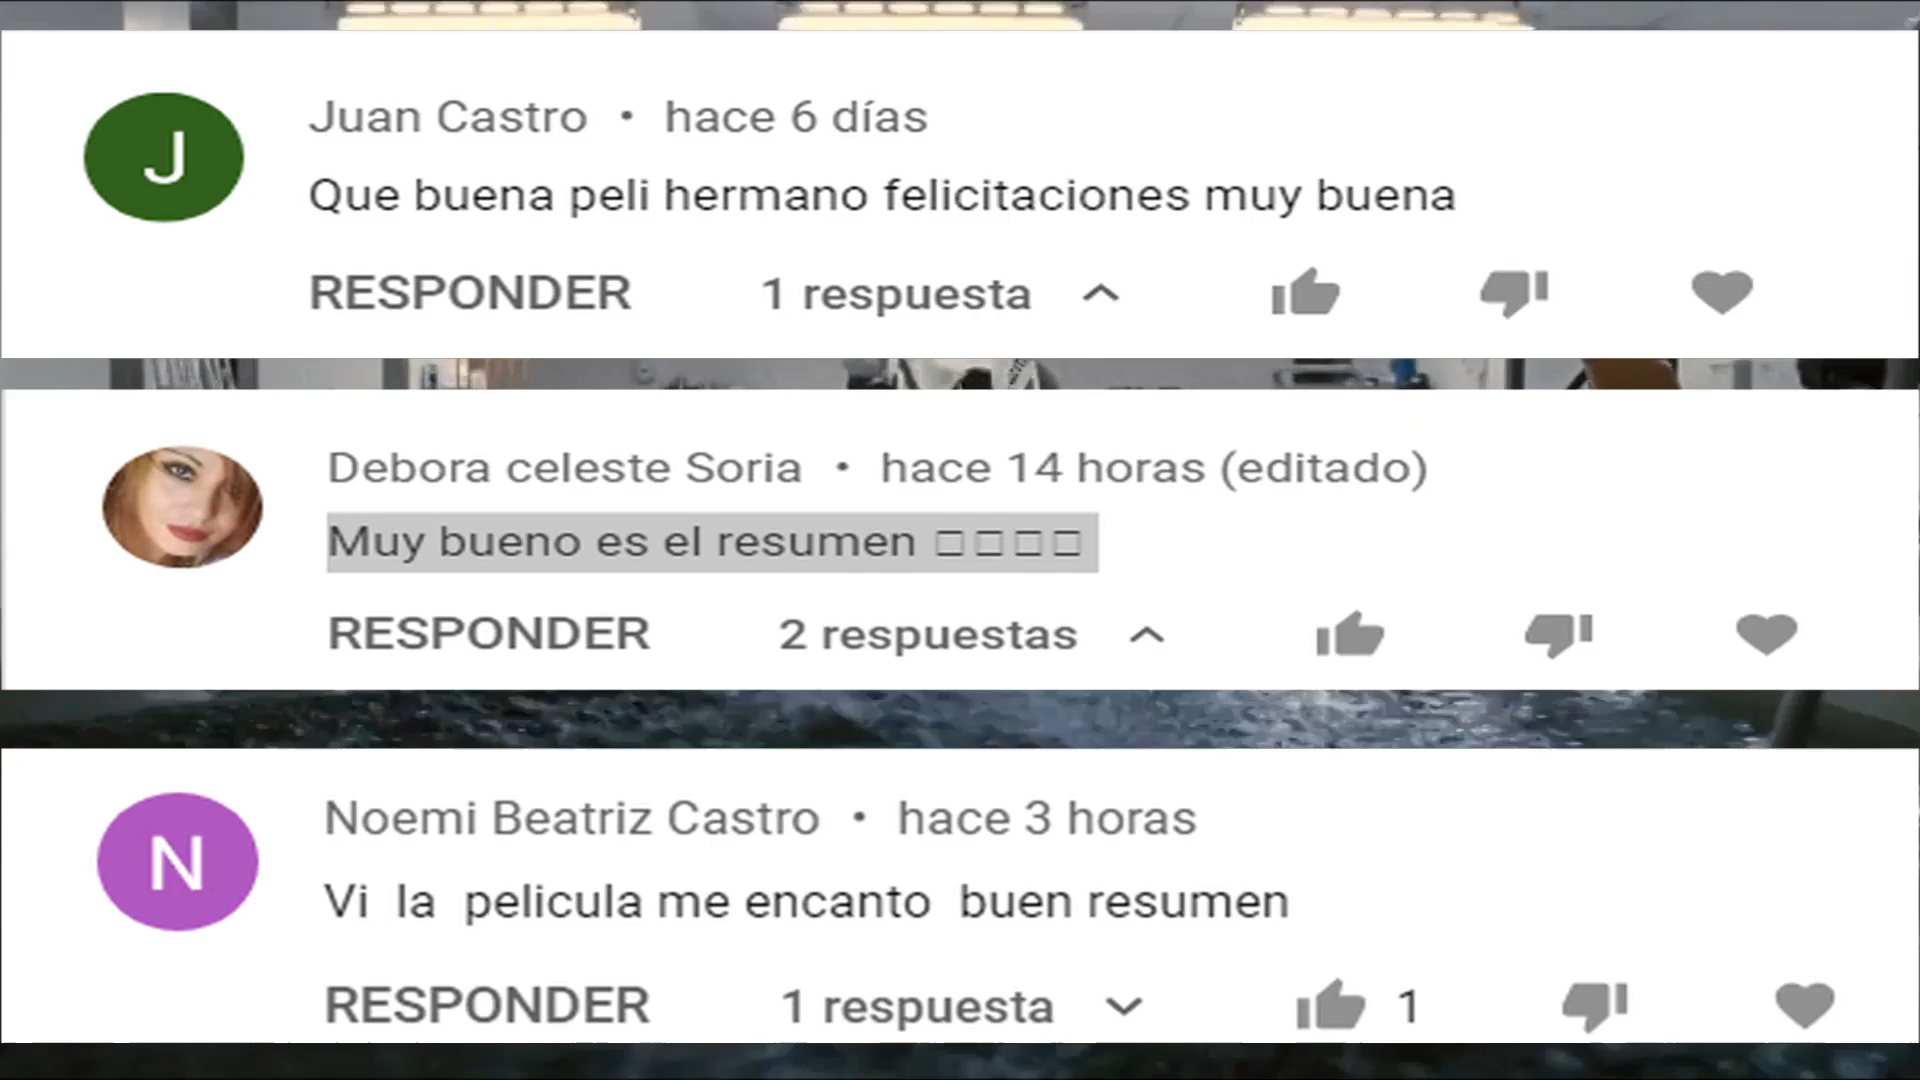 J
Juan Castro • hace 6 días
Que buena peli hermano felicitaciones muy buena
RESPONDER 1 respuesta
Debora celeste Soria • hace 14 horas (editado)
Muy bueno es el resumen □□□□
RESPONDER 2 respuestas
N
Noemi Beatriz Castro • hace 3 horas
Vi la pelicula me encanto buen resumen
RESPONDER 1 respuesta 1